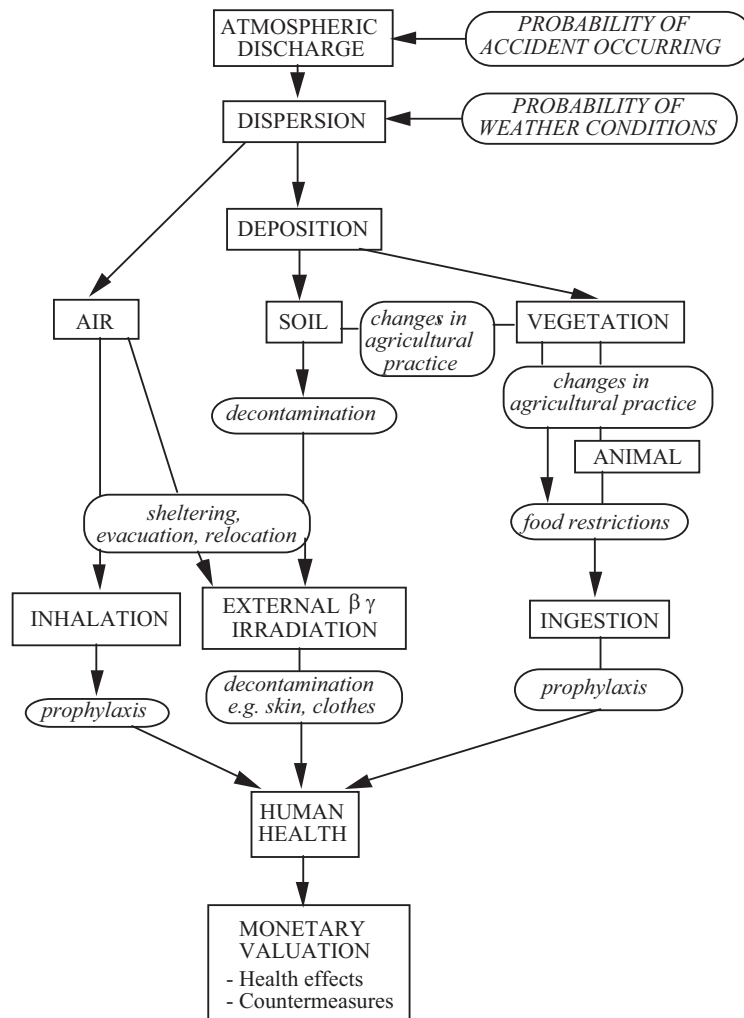 ATMOSPHERIC
DISCHARGE
PROBABILITY OF
ACCIDENT OCCURRING
DISPERSION
PROBABILITY OF
WEATHER CONDITIONS
DEPOSITION
AIR
SOIL
changes in
agricultural
practice
VEGETATION
decontamination
changes in
agricultural practice
ANIMAL
sheltering,
evacuation, relocation
food restrictions
INHALATION
EXTERNAL β γ
IRRADIATION
INGESTION
prophylaxis
decontamination
e.g. skin, clothes
prophylaxis
HUMAN
HEALTH
MONETARY
VALUATION
- Health effects
- Countermeasures